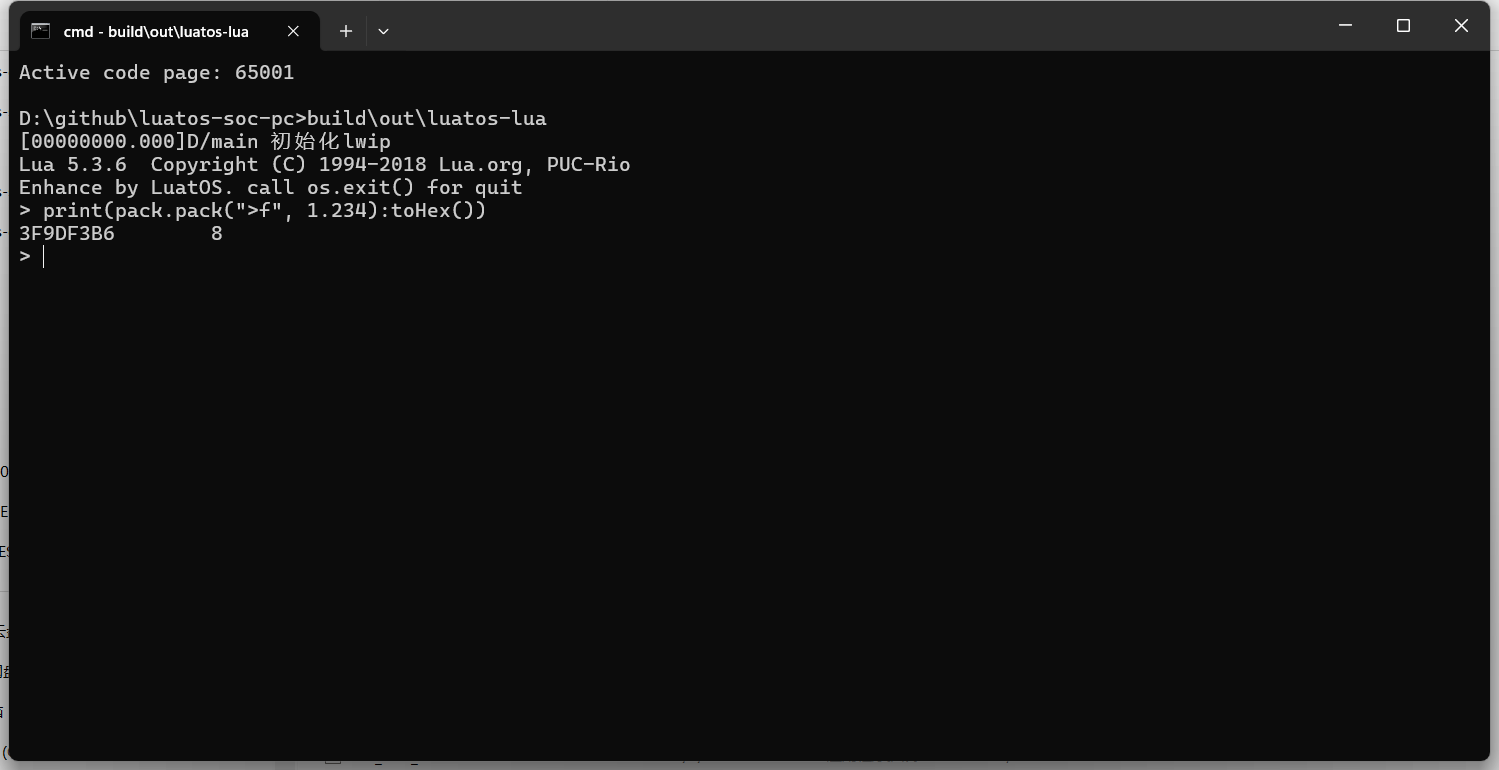 cmd - build\out\luatos-lua
Active code page: 65001
D:\github\luatos-soc-pc>build\out\luatos-lua
[00000000.000]D/main 初始化lwip
Lua 5.3.6  Copyright (C) 1994-2018 Lua.org, PUC-Rio
Enhance by LuatOS. call os.exit() for quit
> print(pack.pack(">f", 1.234):toHex())
3F9DF3B6        8
>